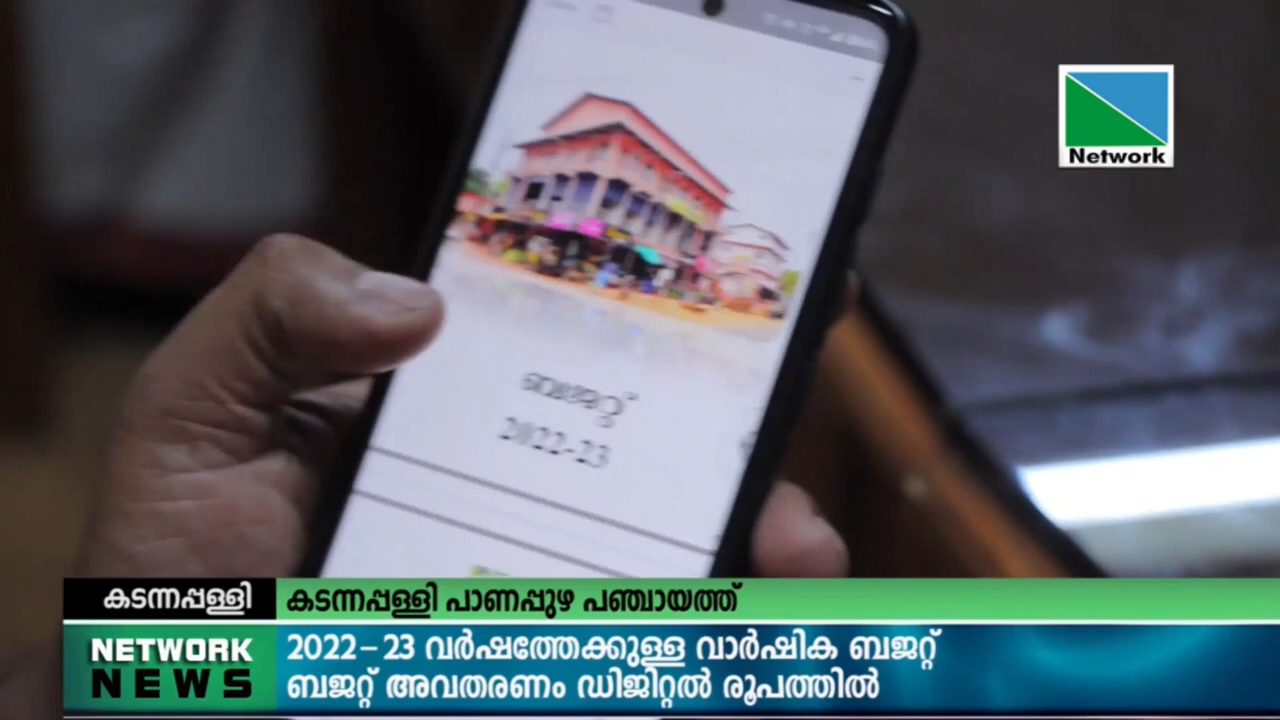 Network
ബജറ്റ്
2022-23
കടന്നപ്പള്ളി
കടന്നപ്പള്ളി പാണപ്പുഴ പഞ്ചായത്ത്
NETWORK
NEWS
2022-23 വർഷത്തേക്കുള്ള വാർഷിക ബജറ്റ്
ബജറ്റ് അവതരണം ഡിജിറ്റൽ രൂപത്തിൽ